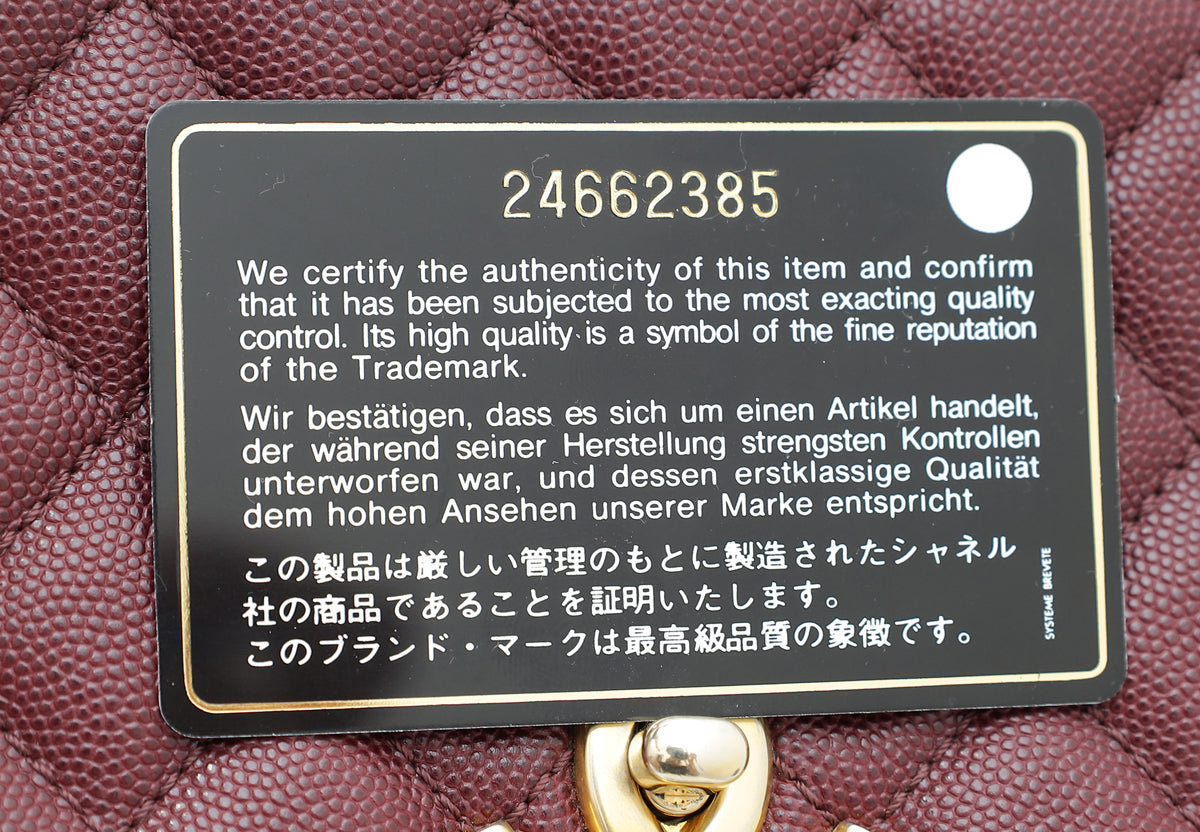 24662385
We certify the authenticity of this item and confirm
that it has been subjected to the most exacting quality
control. Its high quality is a symbol of the fine reputation
of the Trademark.
Wir bestätigen, dass es sich um einen Artikel handelt,
der während seiner Herstellung strengsten Kontrollen
unterworfen war, und dessen erstklassige Qualität
dem hohen Ansehen unserer Marke entspricht.
この製品は厳しい管理のもとに製造されたシャネル
社の商品であることを証明いたします。
このブランド・マークは最高級品質の象徴です。
SYSTEME BREVETE